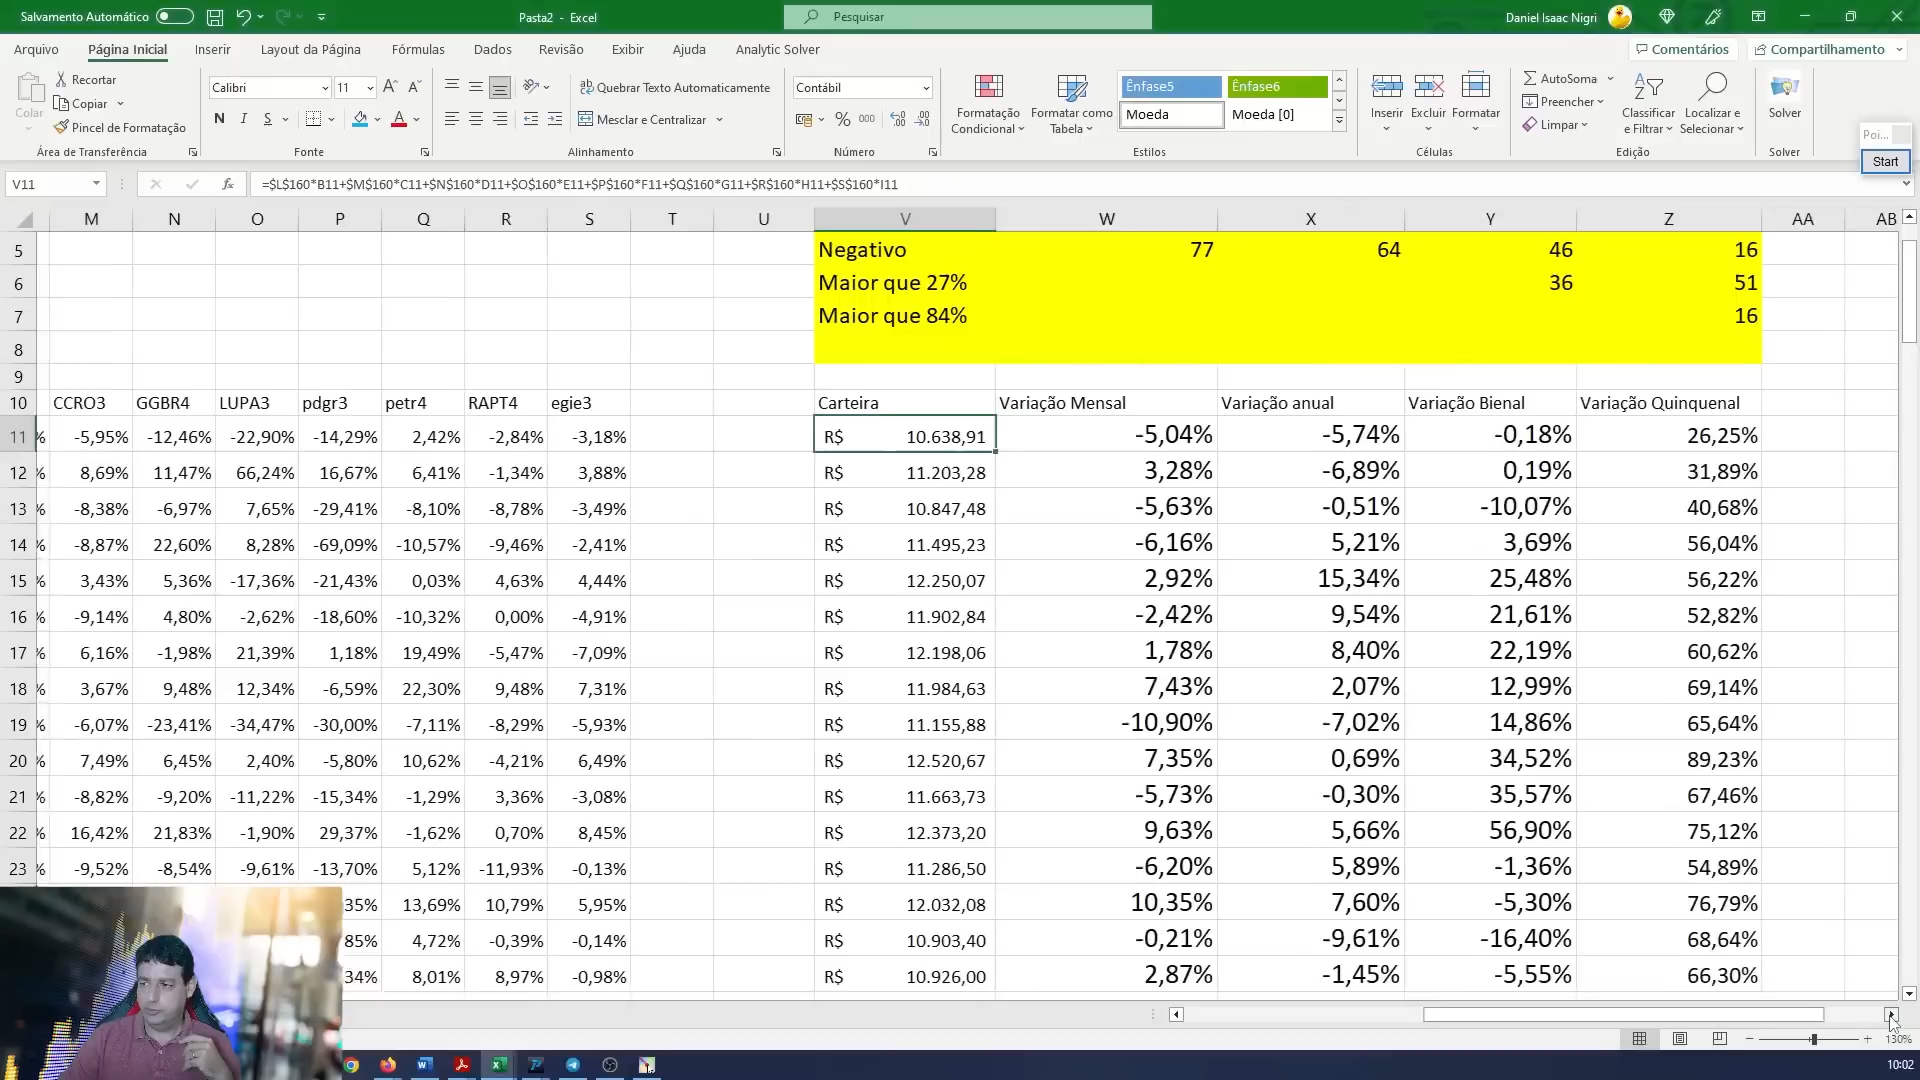 Salvamento Automático
Pasta2 - Excel
Pesquisar
Daniel Isaac Nigri
Arquivo Página Inicial Inserir Layout da Página Fórmulas Dados Revisão Exibir Ajuda Analytic Solver
Comentários Compartilhamento
Colar
Recortar
Copiar
Pincel de Formatação
Área de Transferência
Calibri 11
N I S
Fonte
Quebrar Texto Automaticamente
Mesclar e Centralizar
Alinhamento
Contábil
% 000
Número
Formatação Condicional
Formatar como Tabela
Ênfase5 Ênfase6
Moeda Moeda [0]
Estilos
Inserir Excluir Formatar
Células
AutoSoma
Preencher
Limpar
Classificar e Filtrar
Localizar e Selecionar
Edição
Solver
Solver
Poi...
Start
V11
fx
=$L$160*B11+$M$160*C11+$N$160*D11+$O$160*E11+$P$160*F11+$Q$160*G11+$R$160*H11+$S$160*I11
M N O P Q R S T U V W X Y Z AA AB
5 Negativo 77 64 46 16
6 Maior que 27% 36 51
7 Maior que 84% 16
8
9
10 CCRO3 GGBR4 LUPA3 pdgr3 petr4 RAPT4 egie3 Carteira Variação Mensal Variação anual Variação Bienal Variação Quinquenal
11 % -5,95% -12,46% -22,90% -14,29% 2,42% -2,84% -3,18% R$ 10.638,91 -5,04% -5,74% -0,18% 26,25%
12 % 8,69% 11,47% 66,24% 16,67% 6,41% -1,34% 3,88% R$ 11.203,28 3,28% -6,89% 0,19% 31,89%
13 % -8,38% -6,97% 7,65% -29,41% -8,10% -8,78% -3,49% R$ 10.847,48 -5,63% -0,51% -10,07% 40,68%
14 % -8,87% 22,60% 8,28% -69,09% -10,57% -9,46% -2,41% R$ 11.495,23 -6,16% 5,21% 3,69% 56,04%
15 % 3,43% 5,36% -17,36% -21,43% 0,03% 4,63% 4,44% R$ 12.250,07 2,92% 15,34% 25,48% 56,22%
16 % -9,14% 4,80% -2,62% -18,60% -10,32% 0,00% -4,91% R$ 11.902,84 -2,42% 9,54% 21,61% 52,82%
17 % 6,16% -1,98% 21,39% 1,18% 19,49% -5,47% -7,09% R$ 12.198,06 1,78% 8,40% 22,19% 60,62%
18 % 3,67% 9,48% 12,34% -6,59% 22,30% 9,48% 7,31% R$ 11.984,63 7,43% 2,07% 12,99% 69,14%
19 % -6,07% -23,41% -34,47% -30,00% -7,11% -8,29% -5,93% R$ 11.155,88 -10,90% -7,02% 14,86% 65,64%
20 % 7,49% 6,45% 2,40% -5,80% 10,62% -4,21% 6,49% R$ 12.520,67 7,35% 0,69% 34,52% 89,23%
21 % -8,82% -9,20% -11,22% -15,34% -1,29% 3,36% -3,08% R$ 11.663,73 -5,73% -0,30% 35,57% 67,46%
22 % 16,42% 21,83% -1,90% 29,37% -1,62% 0,70% 8,45% R$ 12.373,20 9,63% 5,66% 56,90% 75,12%
23 % -9,52% -8,54% -9,61% -13,70% 5,12% -11,93% -0,13% R$ 11.286,50 -6,20% 5,89% -1,36% 54,89%
35% 13,69% 10,79% 5,95% R$ 12.032,08 10,35% 7,60% -5,30% 76,79%
85% 4,72% -0,39% -0,14% R$ 10.903,40 -0,21% -9,61% -16,40% 68,64%
34% 8,01% 8,97% -0,98% R$ 10.926,00 2,87% -1,45% -5,55% 66,30%
130%
10:02